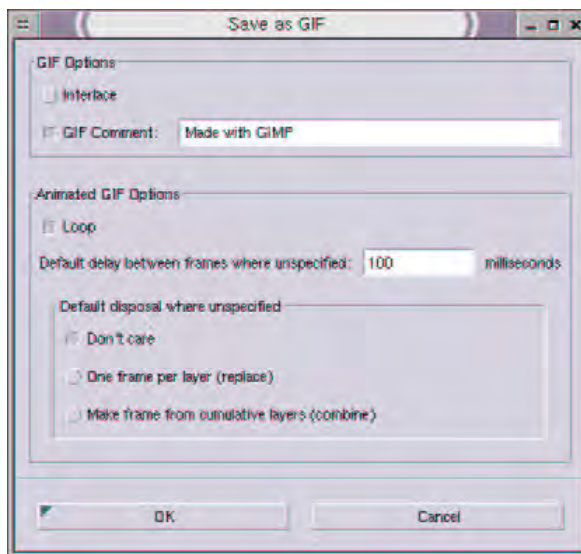 Save as GIF
GIF Options
Interlace
GIF Comment: Made with GIMP
Animated GIF Options
Loop
Default delay between frames where unspecified: 100 milliseconds
Default disposal where unspecified
Don't care
One frame per layer (replace)
Make frame from cumulative layers (combine)
OK Cancel